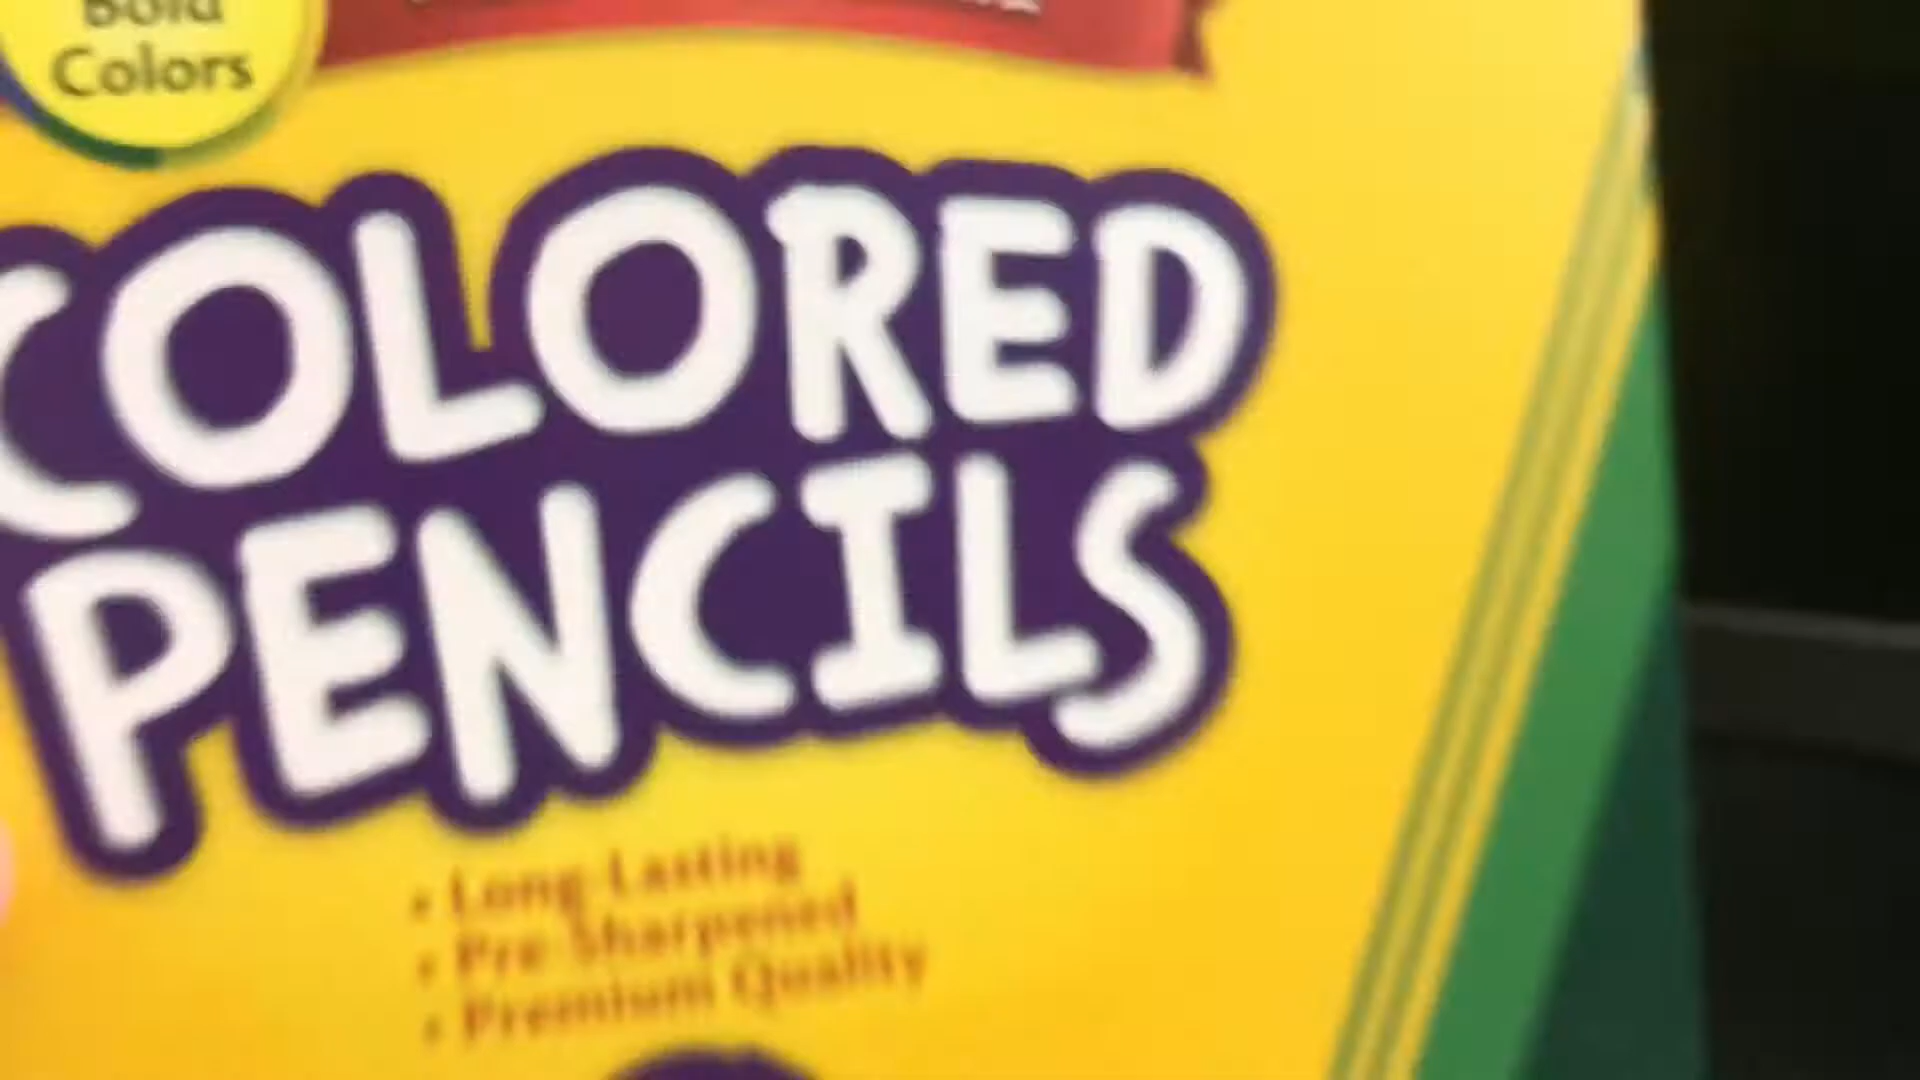 Bold
Colors
COLORED
PENCILS
• Long-Lasting
• Pre-Sharpened
• Premium Quality